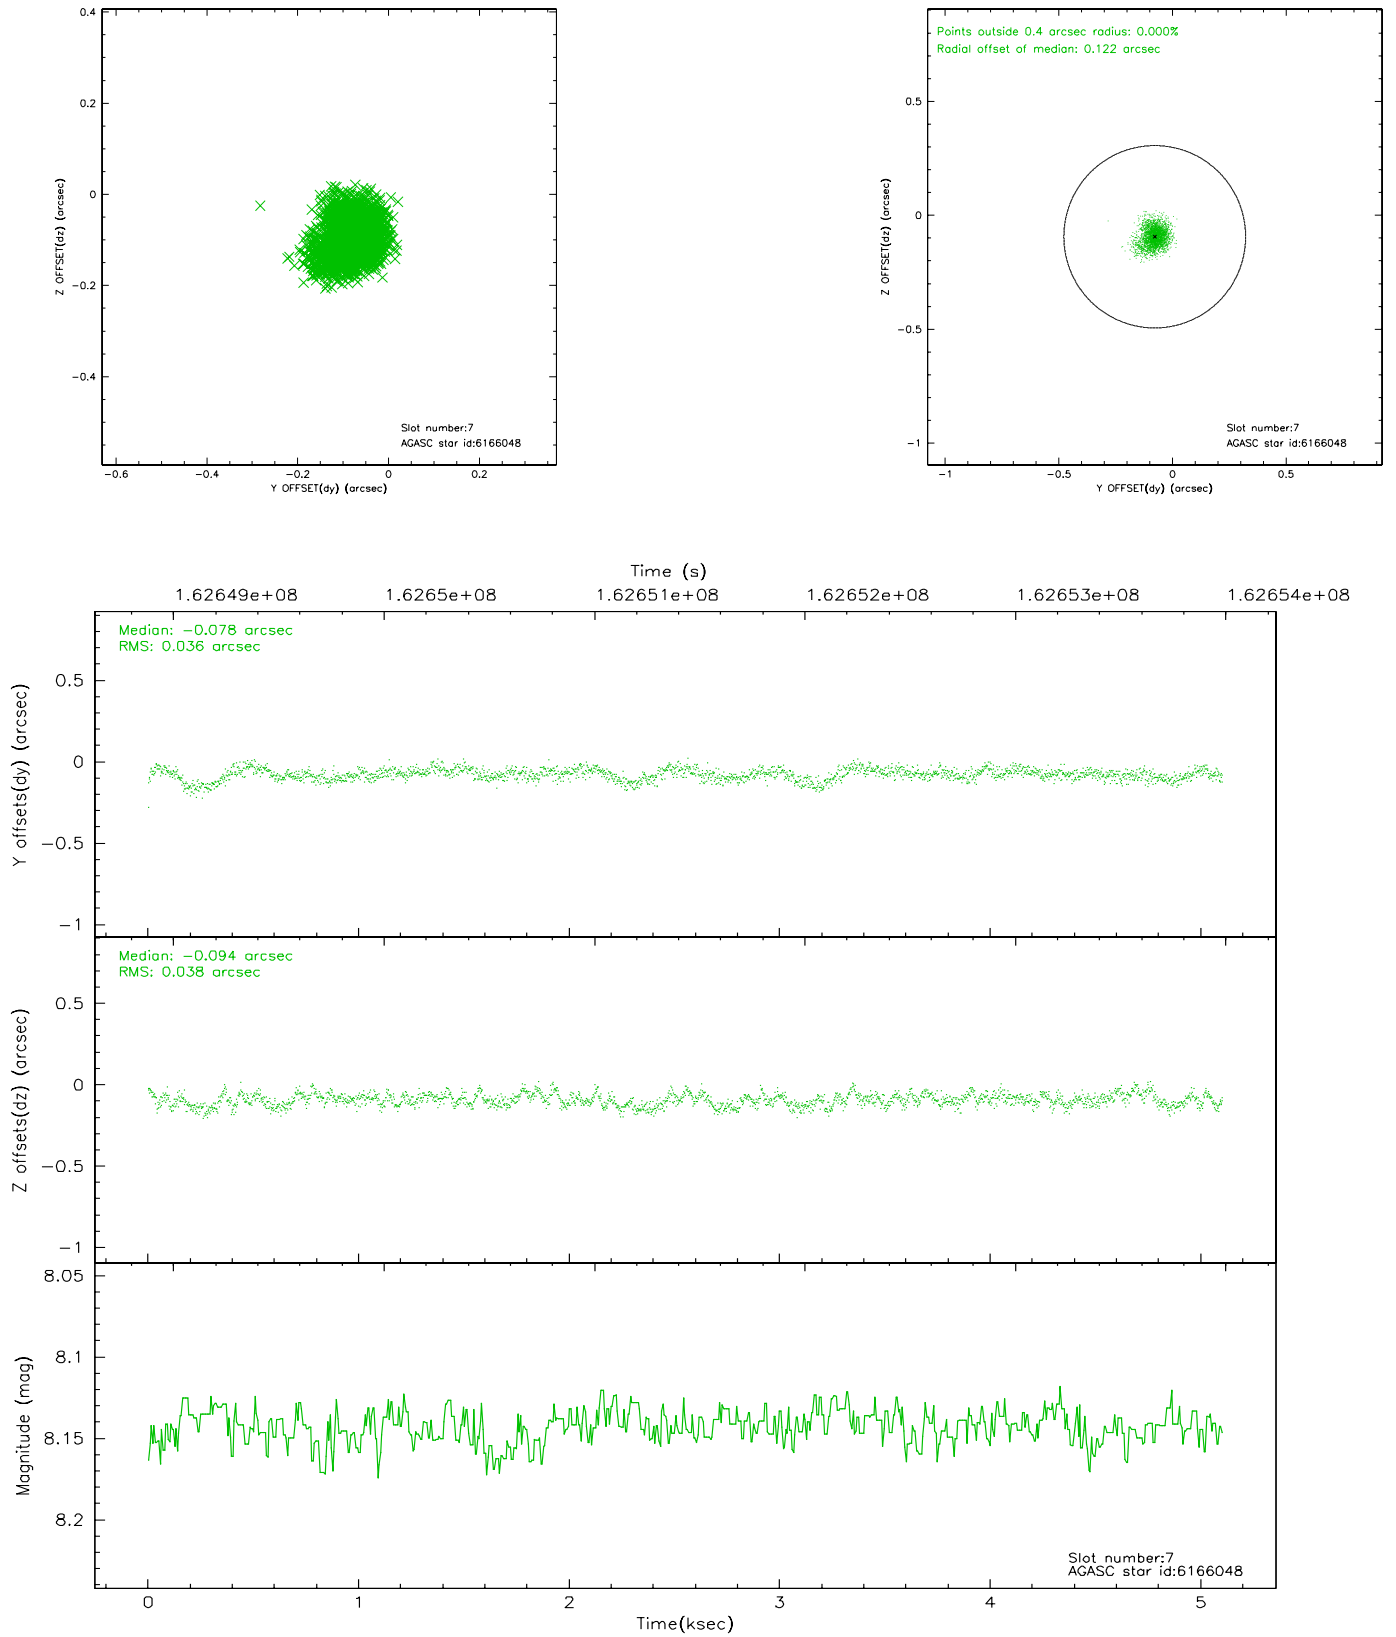 0.4
0.2
0
-0.2
-0.4
Z OFFSET(dz) (arcsec)
Slot number:7
AGASC star id:6166048
-0.6 -0.4 -0.2 0 0.2
Y OFFSET(dy) (arcsec)
Points outside 0.4 arcsec radius: 0.000%
Radial offset of median: 0.122 arcsec
0.5
0
-0.5
-1
Z OFFSET(dz) (arcsec)
Slot number:7
AGASC star id:6166048
-1 -0.5 0 0.5
Y OFFSET(dy) (arcsec)
Time (s)
1.62649e+08 1.6265e+08 1.62651e+08 1.62652e+08 1.62653e+08 1.62654e+08
Median: -0.078 arcsec
RMS: 0.036 arcsec
0.5
0
-0.5
-1
Y offsets(dy) (arcsec)
Median: -0.094 arcsec
RMS: 0.038 arcsec
0.5
0
-0.5
-1
Z offsets(dz) (arcsec)
8.05
8.1
8.15
8.2
Magnitude (mag)
Slot number:7
AGASC star id:6166048
0 1 2 3 4 5
Time(ksec)